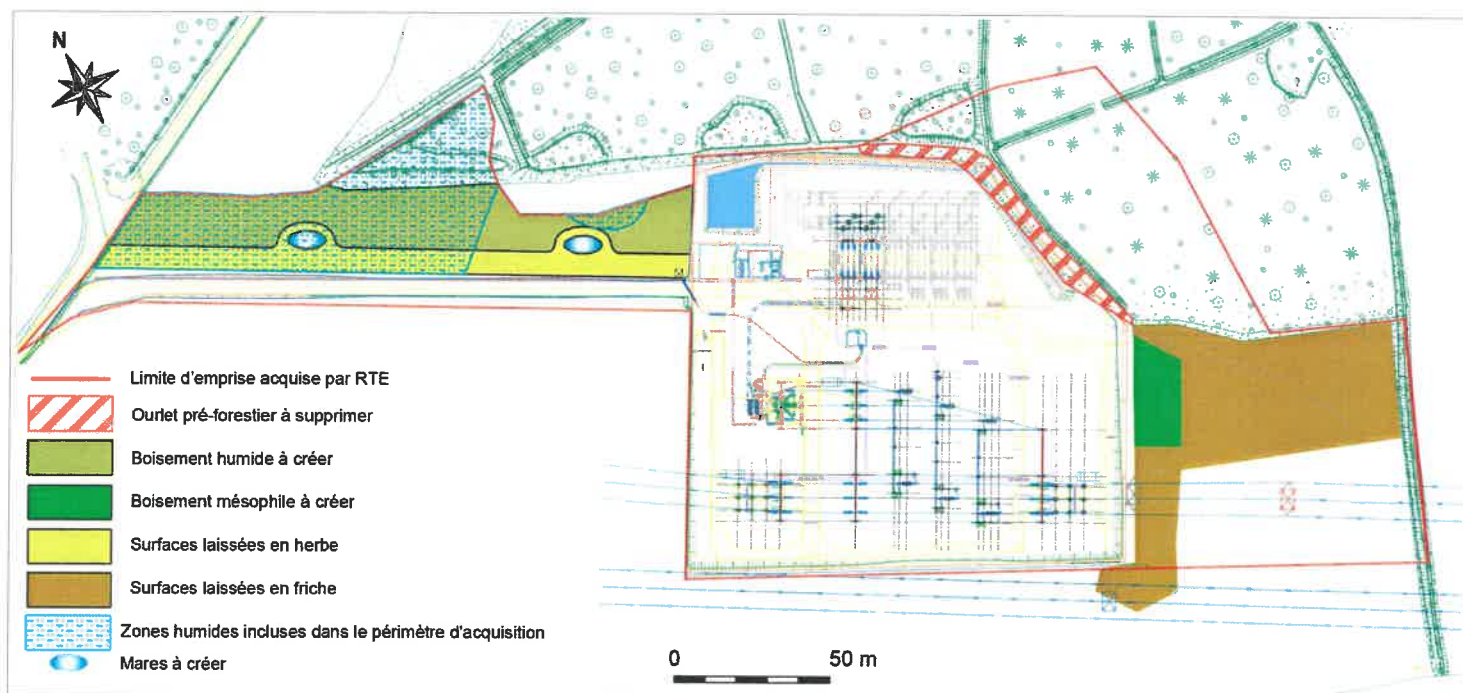 N
Limite d'emprise acquise par RTE
Ourlet pré-forestier à supprimer
Boisement humide à créer
Boisement mésophile à créer
Surfaces laissées en herbe
Surfaces laissées en friche
Zones humides incluses dans le périmètre d'acquisition
Mares à créer
0 50 m